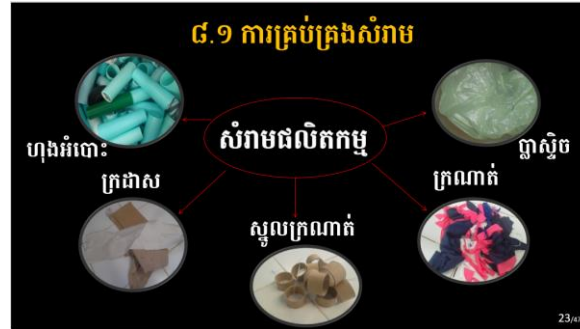 ៨.១ ការគ្រប់គ្រងសំរាម
សំរាមផលិតកម្ម
ហុងអំបោះ
ប្លាស្ទិច
ក្រដាស
ក្រណាត់
ស្នូលក្រណាត់
23/47